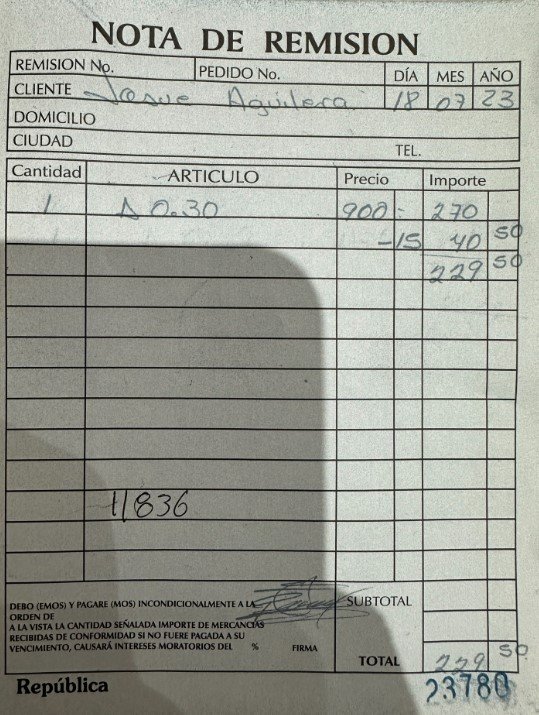 NOTA DE REMISION
REMISION No. PEDIDO No. DÍA MES AÑO
CLIENTE Josue Aguilera 18 07 23
DOMICILIO
CIUDAD TEL.
Cantidad ARTICULO Precio Importe
1 0.30 900- 270
-15 40 50
229 50
11836
DEBO (EMOS) Y PAGARE (MOS) INCONDICIONALMENTE A LA
ORDEN DE
A LA VISTA LA CANTIDAD SEÑALADA IMPORTE DE MERCANCIAS
RECIBIDAS DE CONFORMIDAD SI NO FUERE PAGADA A SU
VENCIMIENTO, CAUSARÁ INTERESES MORATORIOS DEL % FIRMA
SUBTOTAL
TOTAL 229 50
República 23780